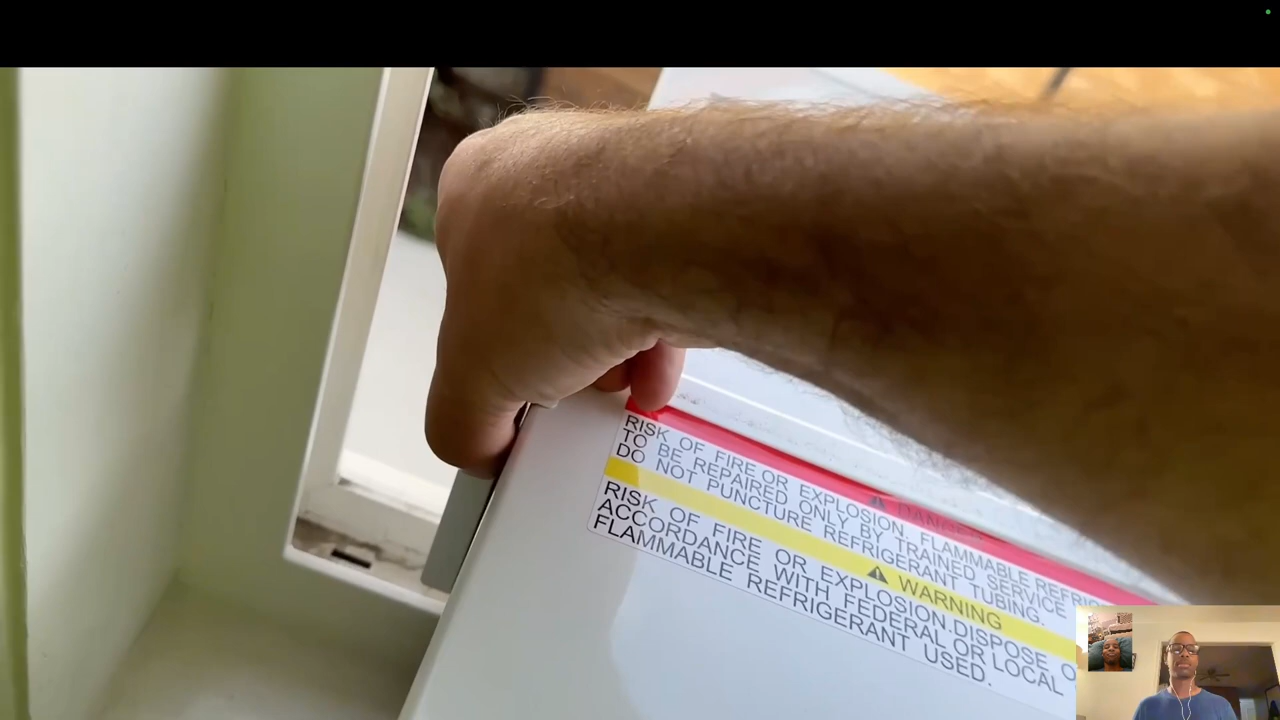 DANGER
RISK OF FIRE OR EXPLOSION. FLAMMABLE
TO BE REPAIRED ONLY BY TRAINED SERVICE
DO NOT PUNCTURE REFRIGERANT TUBING.
WARNING
RISK OF FIRE OR EXPLOSION.DISPOSE
ACCORDANCE WITH FEDERAL OR LOCAL
FLAMMABLE REFRIGERANT USED.